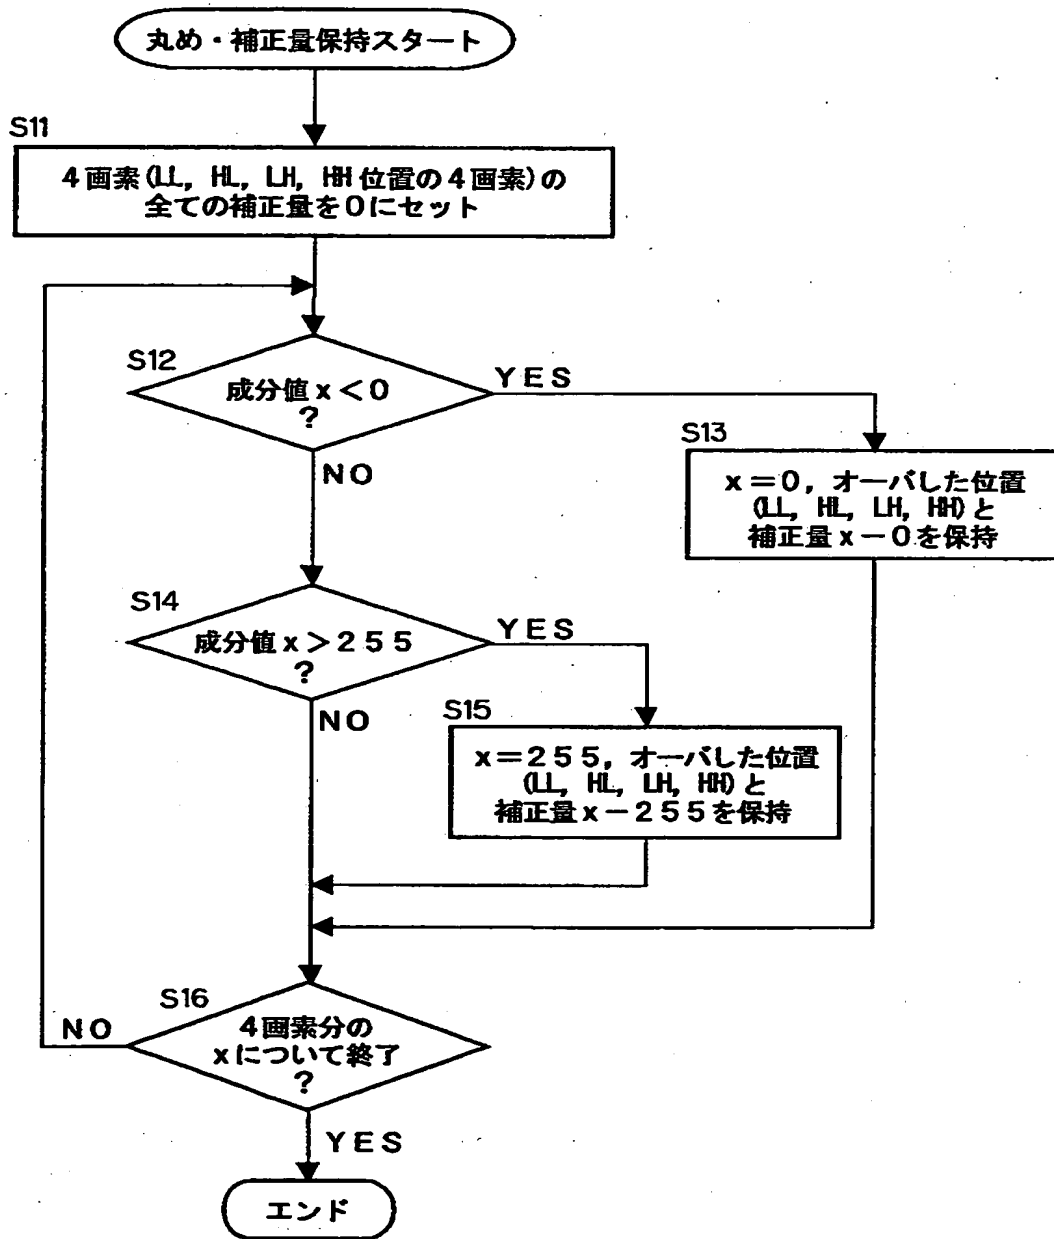 丸め・補正量保持スタート
S11
4画素(LL, HL, LH, HH位置の4画素)の
全ての補正量を0にセット
S12
成分値x<0
?
YES
NO
S13
x=0, オーバした位置
(LL, HL, LH, HH)と
補正量x-0を保持
S14
成分値x>255
?
YES
NO
S15
x=255, オーバした位置
(LL, HL, LH, HH)と
補正量x-255を保持
S16
4画素分の
xについて終了
?
NO
YES
エンド